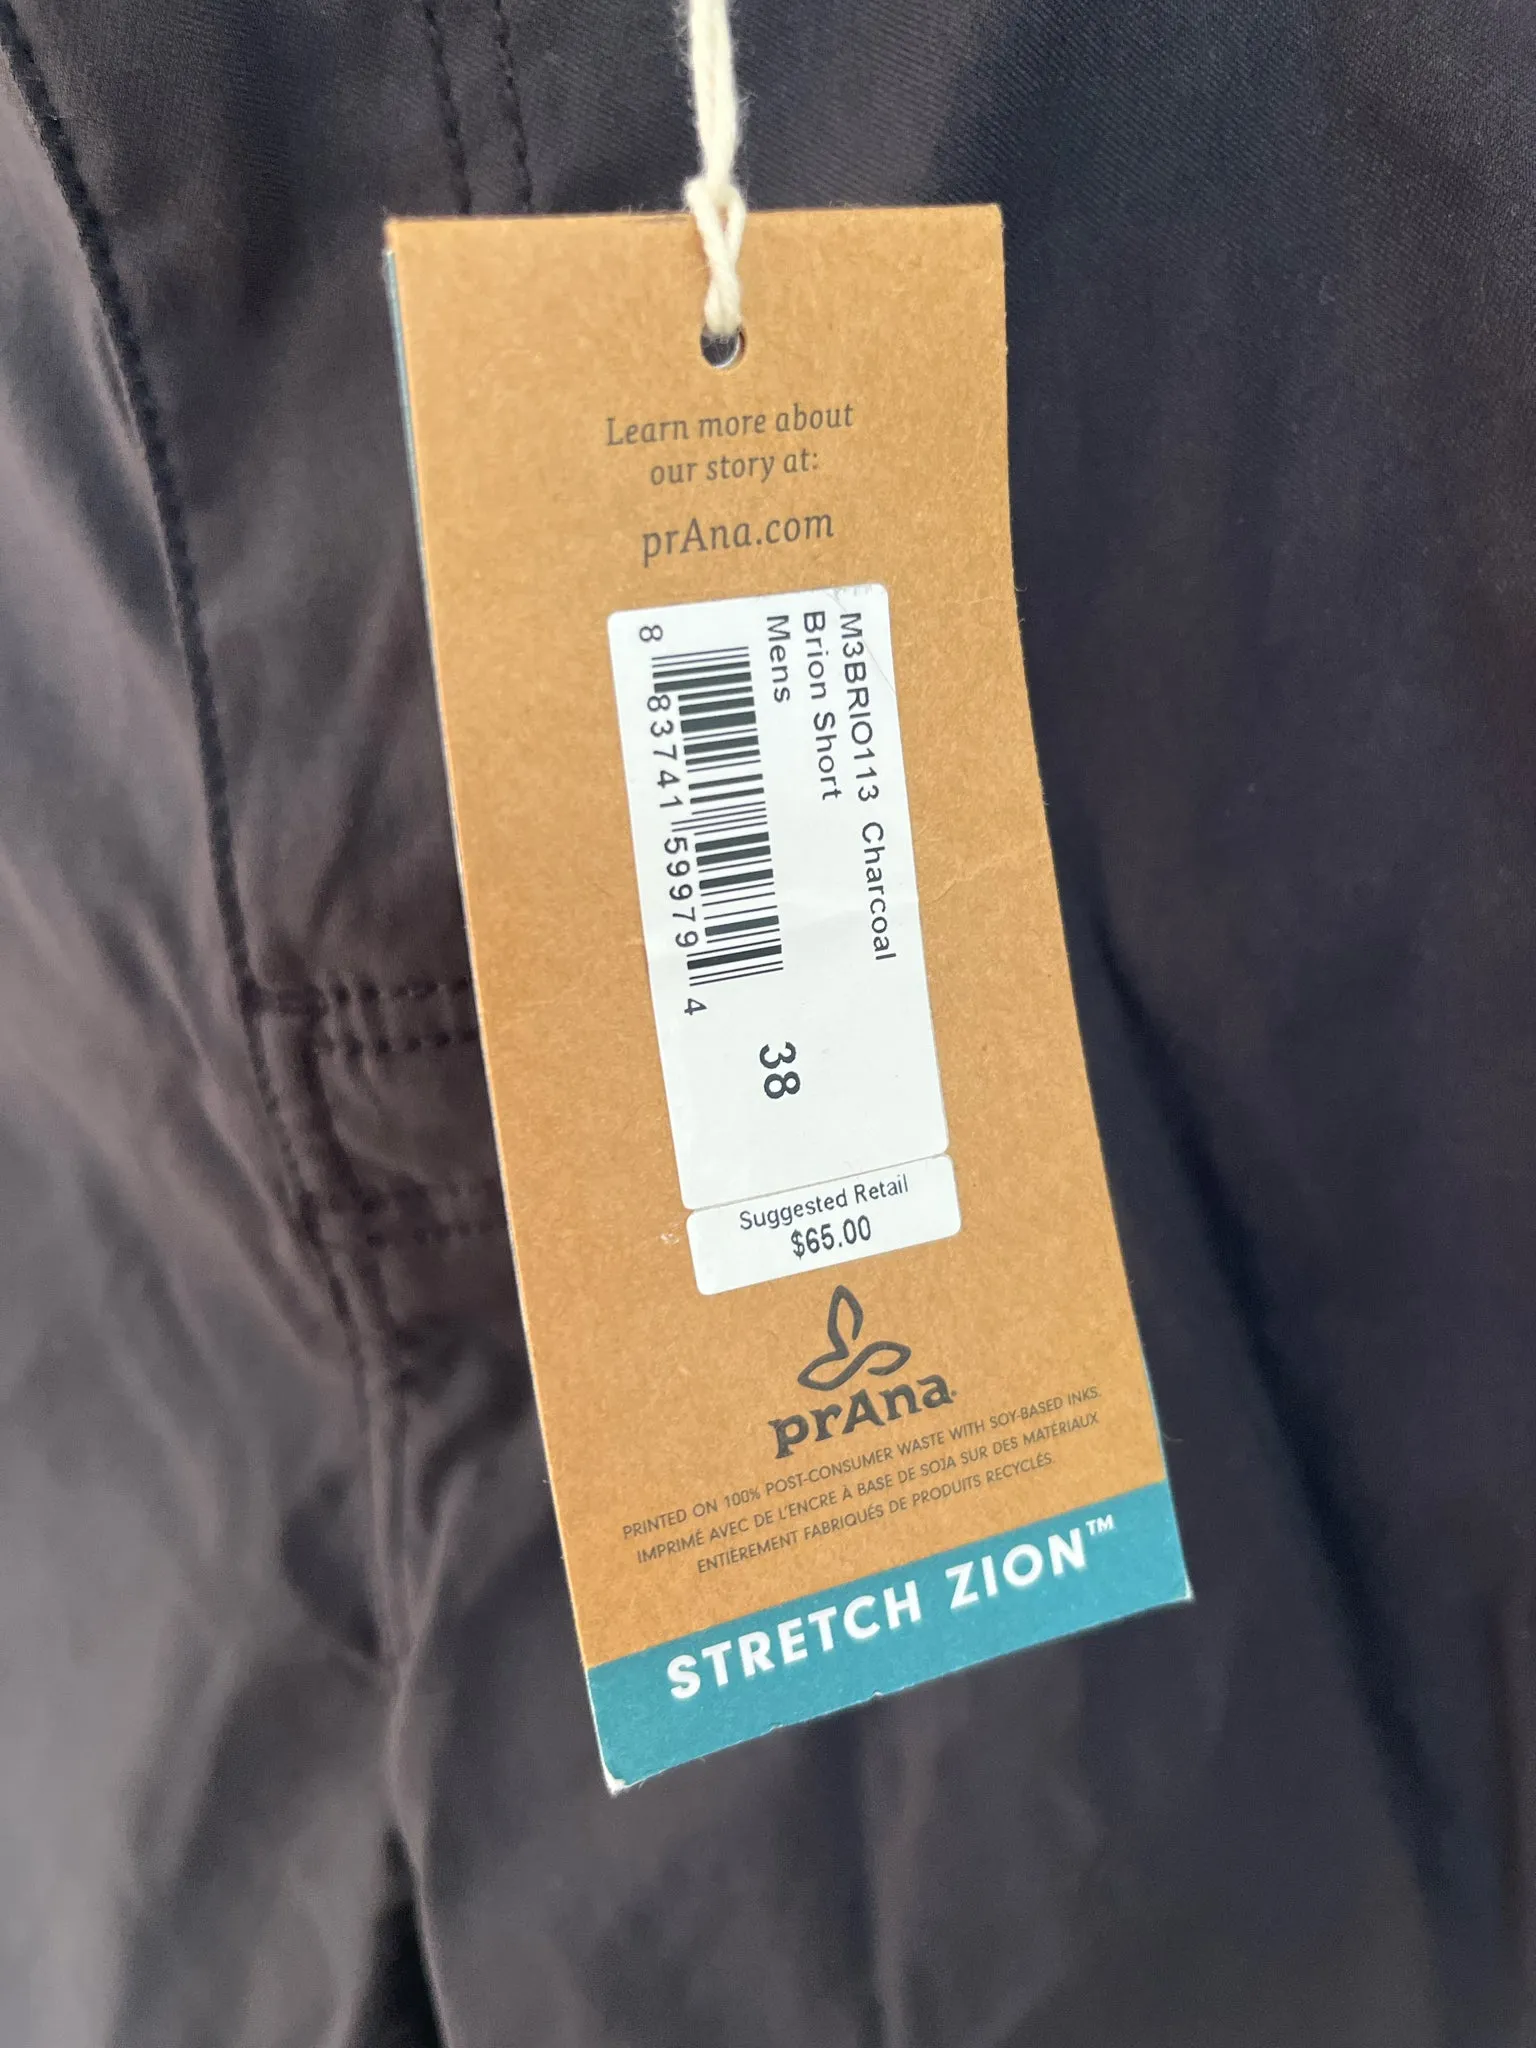 Learn more about
our story at:
prAna.com
M3BRIO113 Charcoal
Brion Short
Mens
8 83741 59979 4
38
Suggested Retail
$65.00
prAna
PRINTED ON 100% POST-CONSUMER WASTE WITH SOY-BASED INKS.
IMPRIMÉ AVEC DE L'ENCRE À BASE DE SOJA SUR DES MATÉRIAUX
ENTIÈREMENT FABRIQUÉS DE PRODUITS RECYCLÉS.
STRETCH ZION™